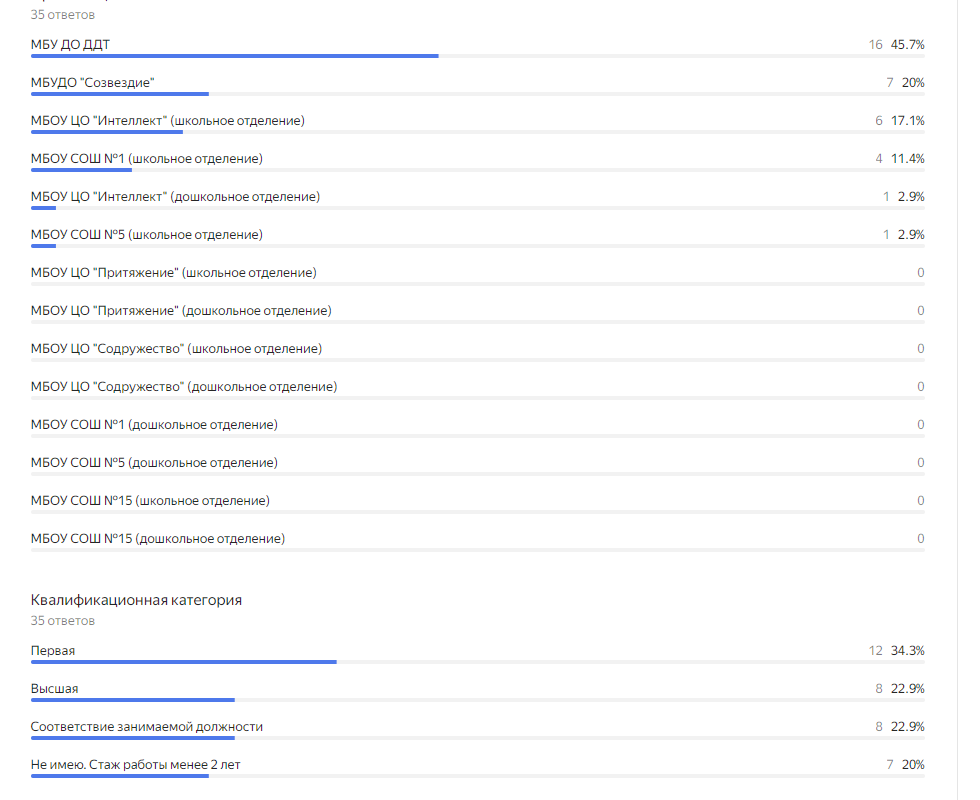 35 ответов
МБУ ДО ДДТ 16 45.7%
МБУДО "Созвездие" 7 20%
МБОУ ЦО "Интеллект" (школьное отделение) 6 17.1%
МБОУ СОШ №1 (школьное отделение) 4 11.4%
МБОУ ЦО "Интеллект" (дошкольное отделение) 1 2.9%
МБОУ СОШ №5 (школьное отделение) 1 2.9%
МБОУ ЦО "Притяжение" (школьное отделение) 0
МБОУ ЦО "Притяжение" (дошкольное отделение) 0
МБОУ ЦО "Содружество" (школьное отделение) 0
МБОУ ЦО "Содружество" (дошкольное отделение) 0
МБОУ СОШ №1 (дошкольное отделение) 0
МБОУ СОШ №5 (дошкольное отделение) 0
МБОУ СОШ №15 (школьное отделение) 0
МБОУ СОШ №15 (дошкольное отделение) 0
Квалификационная категория
35 ответов
Первая 12 34.3%
Высшая 8 22.9%
Соответствие занимаемой должности 8 22.9%
Не имею. Стаж работы менее 2 лет 7 20%